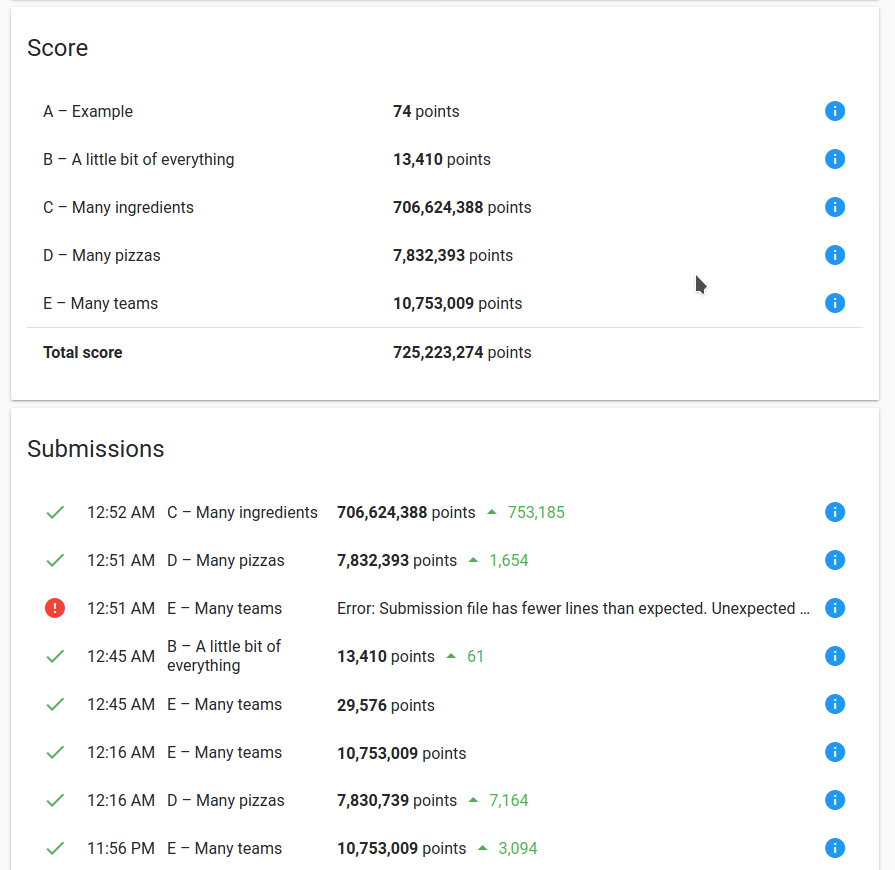 Score
A – Example 74 points
B – A little bit of everything 13,410 points
C – Many ingredients 706,624,388 points
D – Many pizzas 7,832,393 points
E – Many teams 10,753,009 points
Total score 725,223,274 points
Submissions
12:52 AM C – Many ingredients 706,624,388 points 753,185
12:51 AM D – Many pizzas 7,832,393 points 1,654
12:51 AM E – Many teams Error: Submission file has fewer lines than expected. Unexpected ...
12:45 AM B – A little bit of
everything 13,410 points 61
12:45 AM E – Many teams 29,576 points
12:16 AM E – Many teams 10,753,009 points
12:16 AM D – Many pizzas 7,830,739 points 7,164
11:56 PM E – Many teams 10,753,009 points 3,094